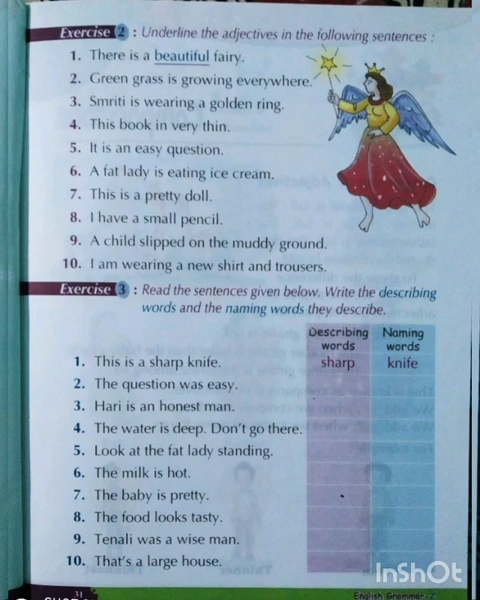 Exercise 2 : Underline the adjectives in the following sentences :
1. There is a beautiful fairy.
2. Green grass is growing everywhere.
3. Smriti is wearing a golden ring.
4. This book in very thin.
5. It is an easy question.
6. A fat lady is eating ice cream.
7. This is a pretty doll.
8. I have a small pencil.
9. A child slipped on the muddy ground.
10. I am wearing a new shirt and trousers.
Exercise 3 : Read the sentences given below. Write the describing
words and the naming words they describe.
Describing words Naming words
1. This is a sharp knife. sharp knife
2. The question was easy.
3. Hari is an honest man.
4. The water is deep. Don't go there.
5. Look at the fat lady standing.
6. The milk is hot.
7. The baby is pretty.
8. The food looks tasty.
9. Tenali was a wise man.
10. That's a large house.
InShOt
31
English Grammar-2